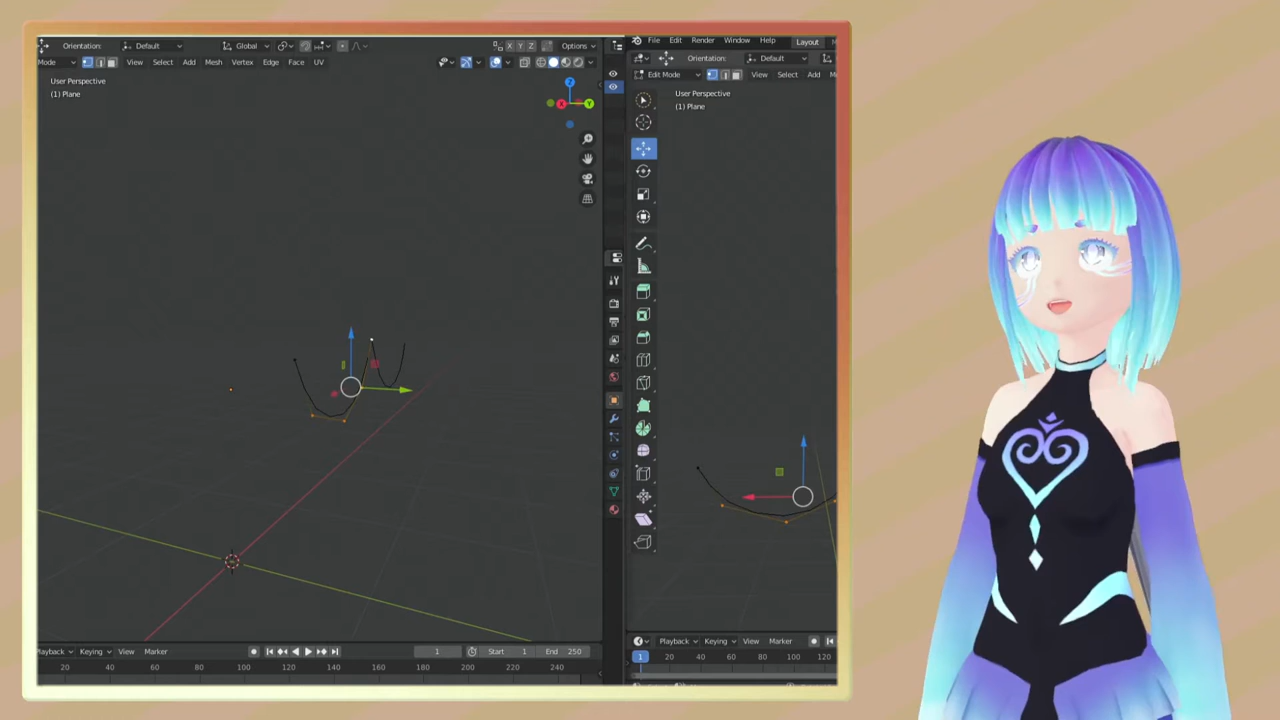 Orientation: Default Global X Y Z Options
Mode View Select Add Mesh Vertex Edge Face UV
User Perspective
(1) Plane
Z
X Y
Playback Keying View Marker 1 Start 1 End 250
20 40 60 80 100 120 140 160 180 200 220 240
File Edit Render Window Help Layout
Orientation: Default
Edit Mode View Select Add M
User Perspective
(1) Plane
Playback Keying View Marker
1 20 40 60 80 100 120